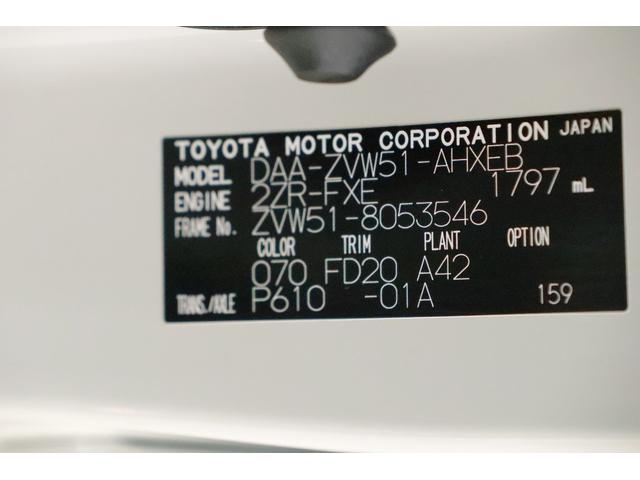 TOYOTA MOTOR CORPORATION JAPAN
MODEL DAA-ZVW51-AHXEB
ENGINE 2ZR-FXE 1797 mL
FRAME No. ZVW51-8053546
COLOR TRIM PLANT OPTION
070 FD20 A42
TRANS./AXLE P610 -01A 159